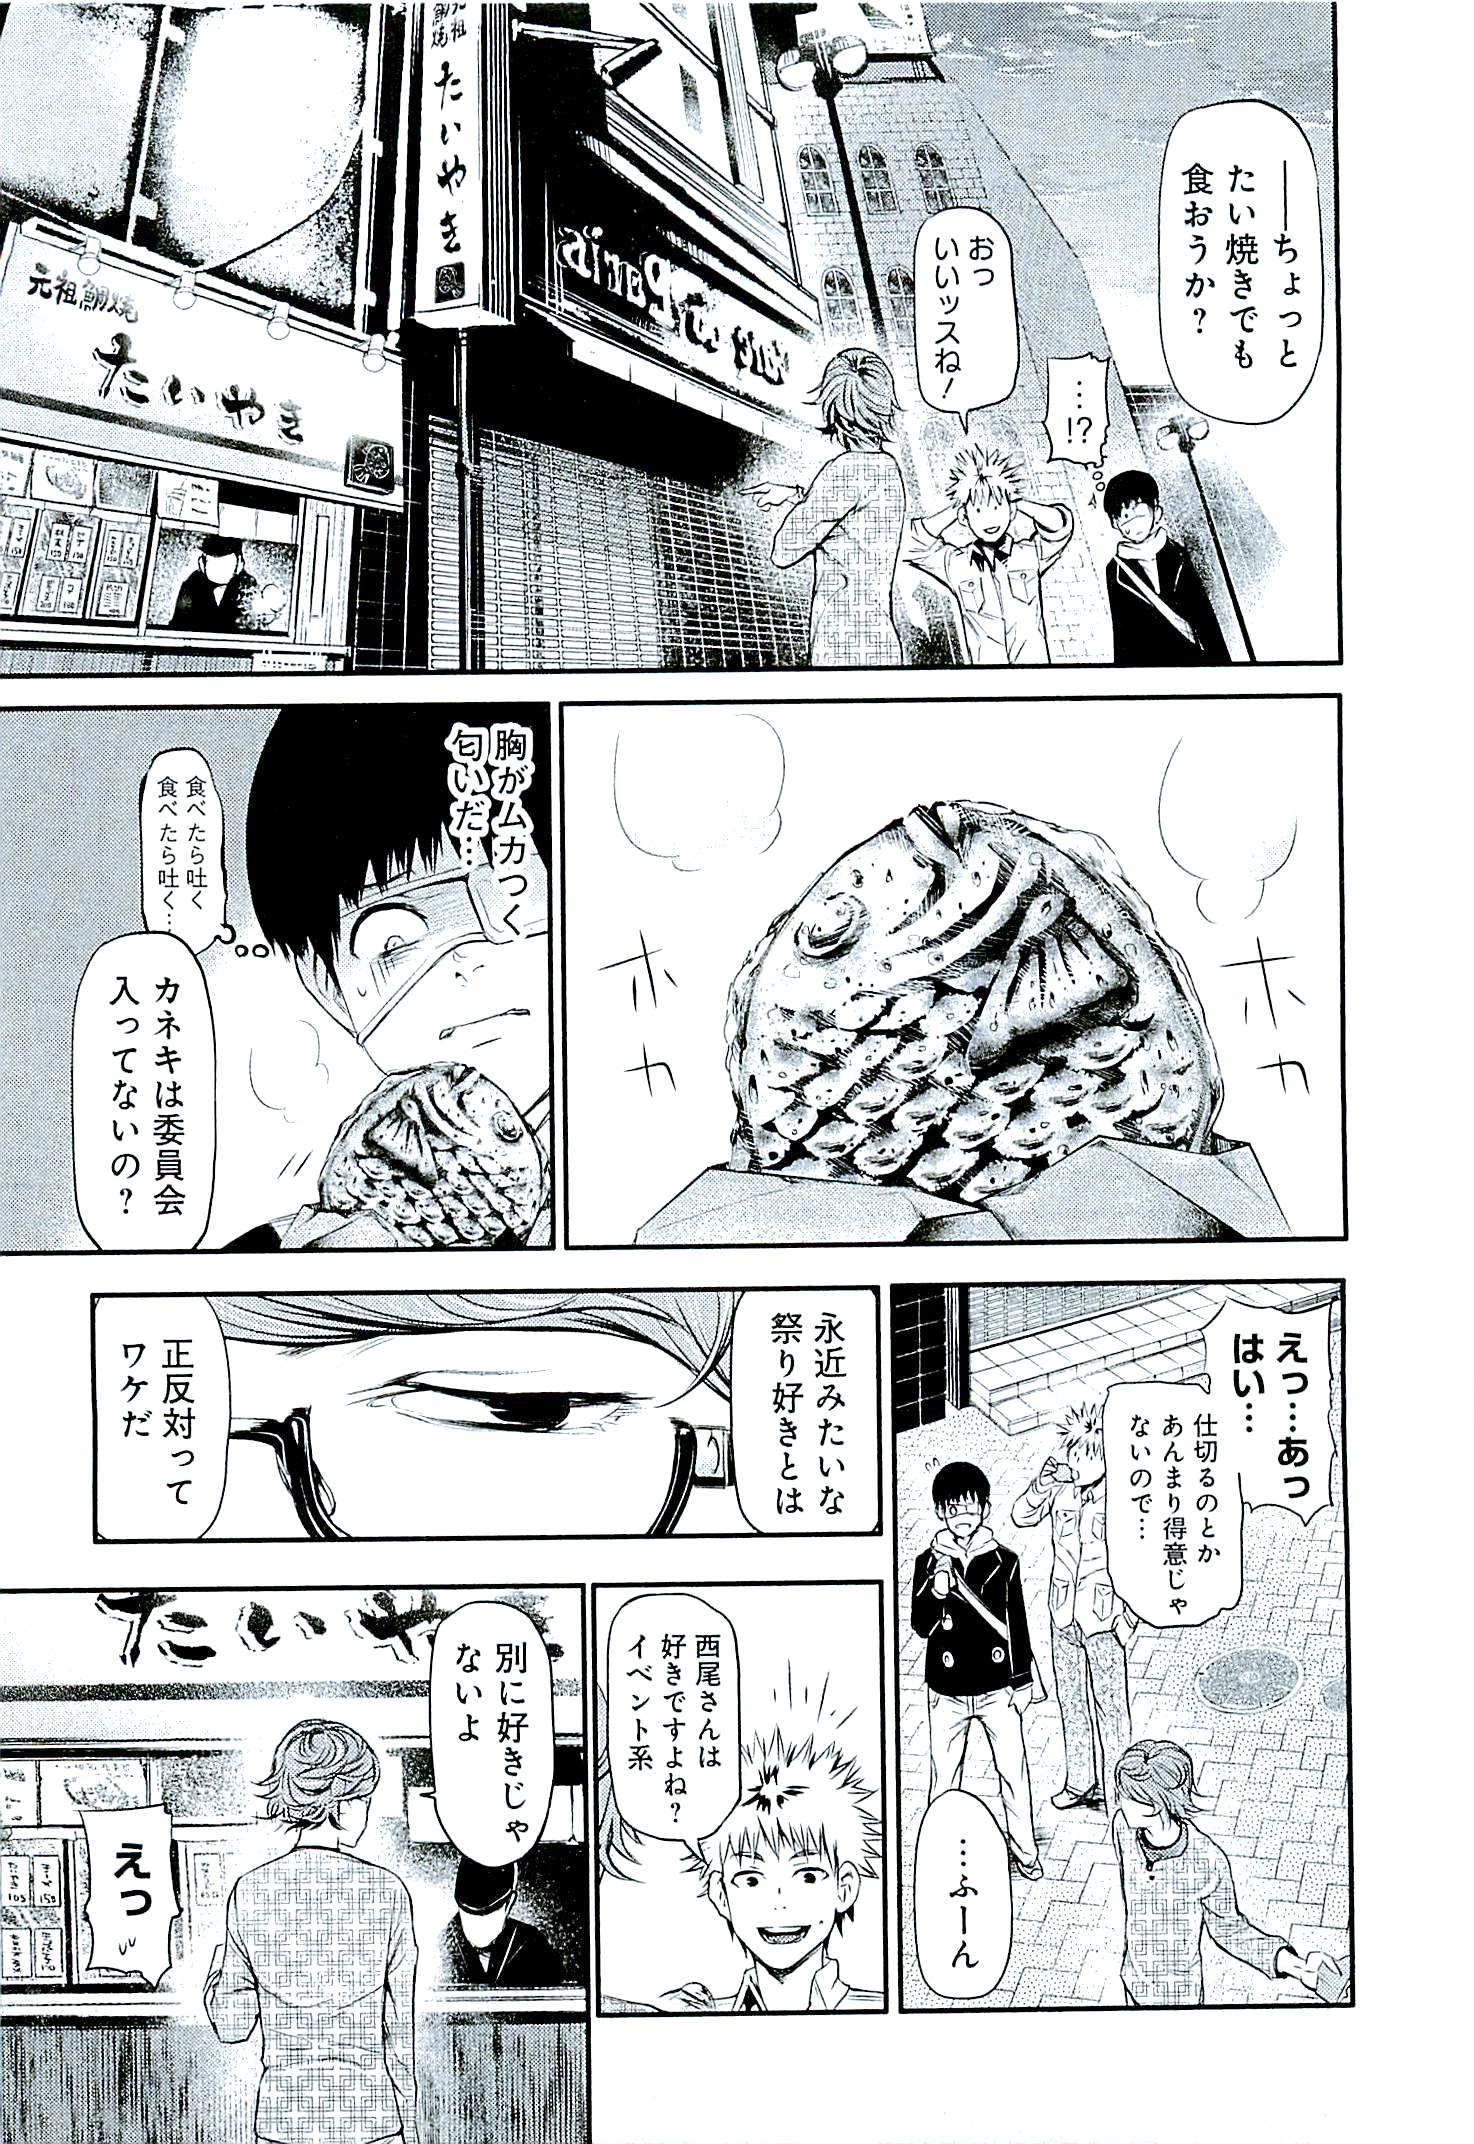 ――ちょっと
たい焼きでも
食おうか？
おっ
いいッスね！
…!?
元祖
鯛焼
たいやき
元祖鯛焼
たいやき
ホカ
ホカ
胸がムカつく
匂いだ…
食べたら吐く
食べたら吐く…
カネキは委員会
入ってないの？
えっ…あっ
はい…
仕切るのとか
あんまり得意じゃ
ないので…
…ふーん
永近みたいな
祭り好きとは
正反対って
ワケだ
西尾さんは
好きですよね？
イベント系
別に好きじゃ
ないよ
たいや
えっ